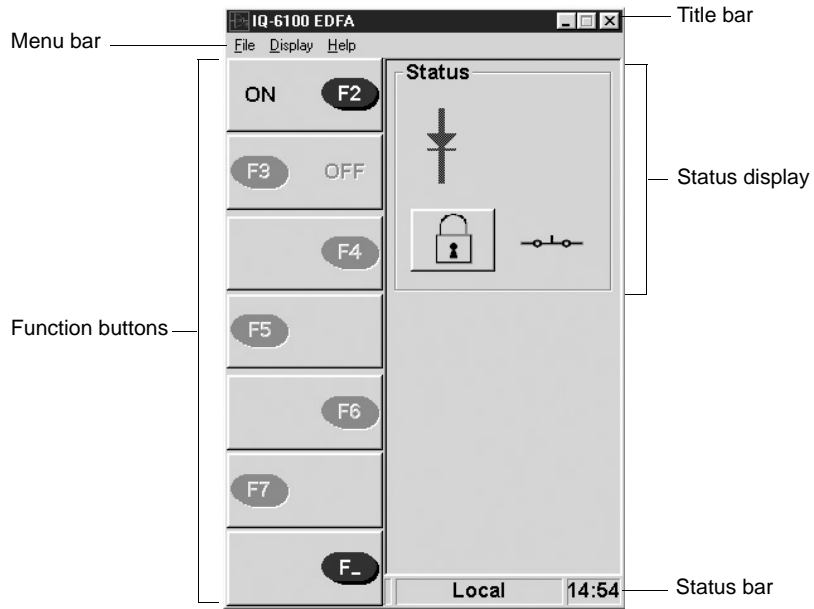 IQ-6100 EDFA
Title bar
Menu bar
File Display Help
Status
ON F2
F3 OFF
Status display
F4
Function buttons
F5
F6
F7
F_
Local 14:54
Status bar